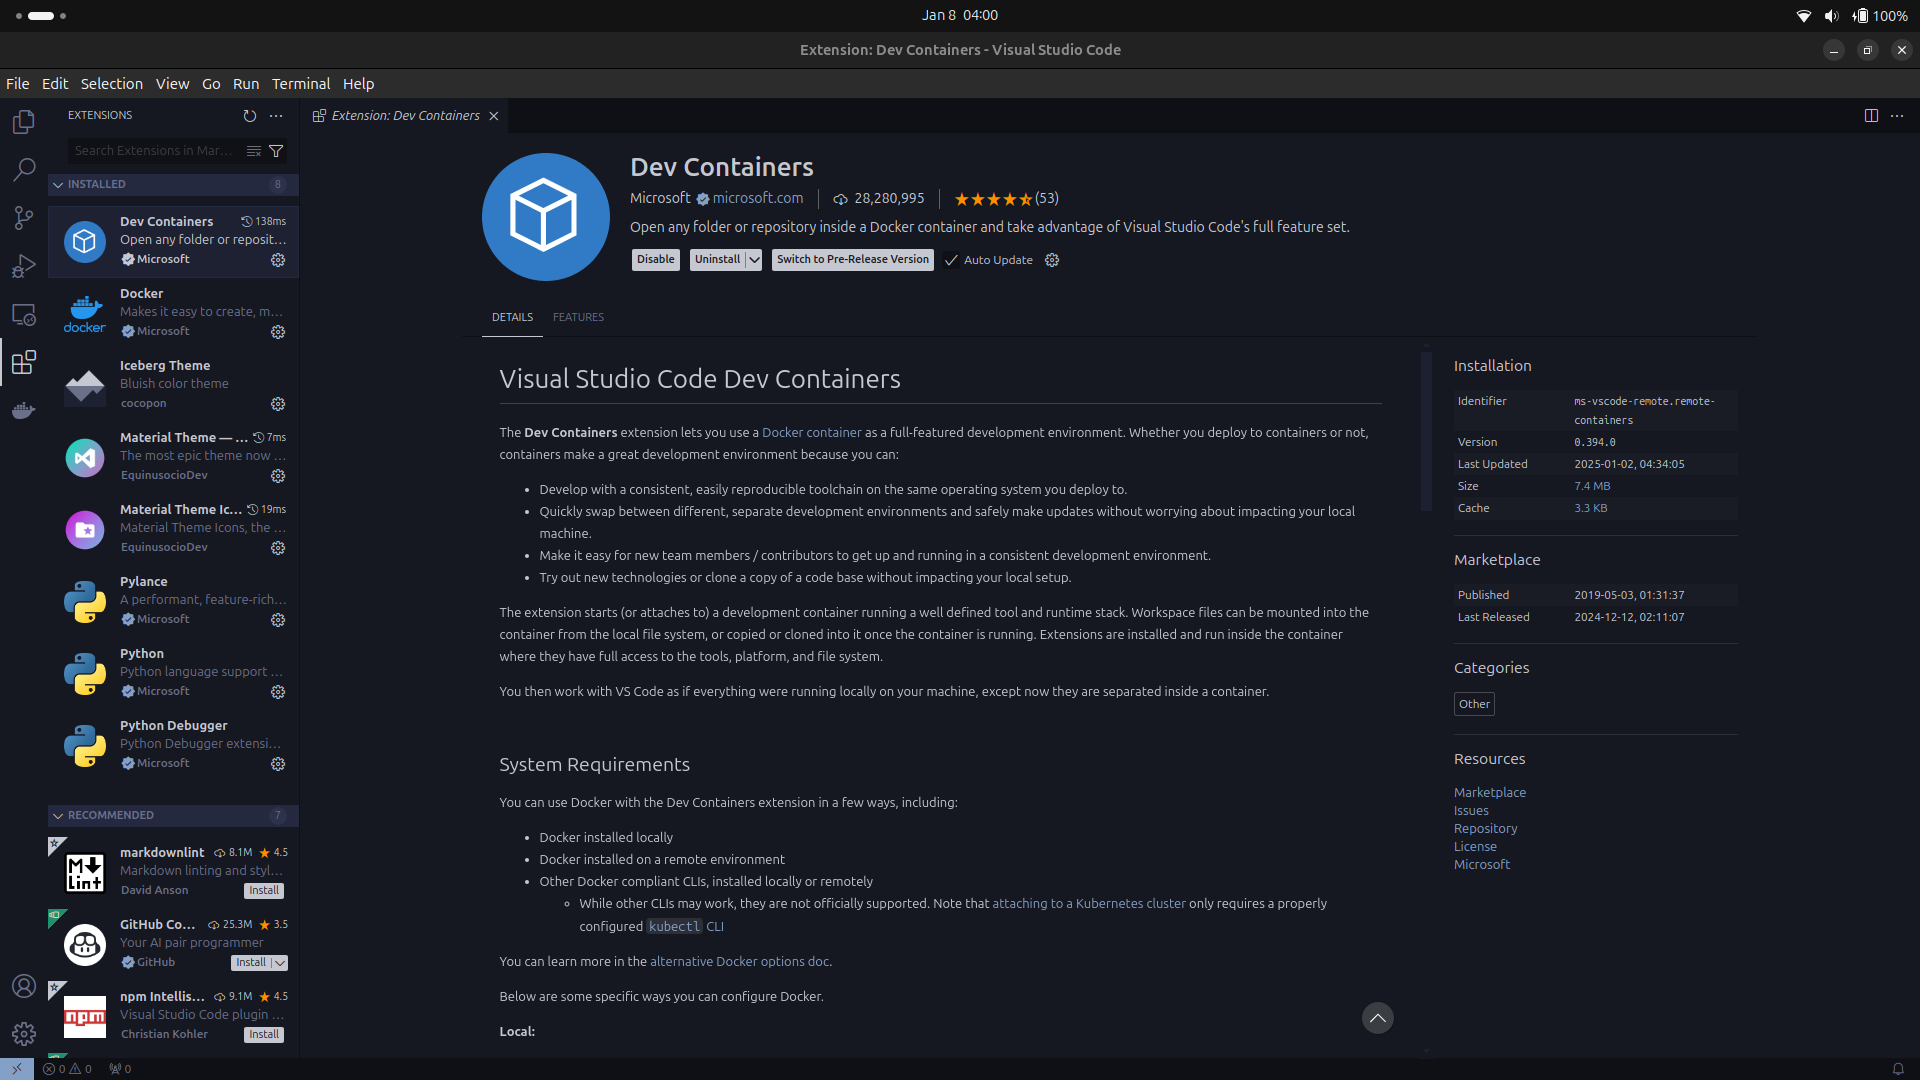 Jan 8 04:00
100%
Extension: Dev Containers - Visual Studio Code
File Edit Selection View Go Run Terminal Help
EXTENSIONS
Search Extensions in Mar...
INSTALLED 8
Dev Containers 138ms
Open any folder or reposit...
Microsoft
Docker
Makes it easy to create, m...
Microsoft
docker
Iceberg Theme
Bluish color theme
cocopon
Material Theme — ... 7ms
The most epic theme now ...
EquinusocioDev
Material Theme Ic... 19ms
Material Theme Icons, the ...
EquinusocioDev
Pylance
A performant, feature-rich...
Microsoft
Python
Python language support ...
Microsoft
Python Debugger
Python Debugger extensi...
Microsoft
RECOMMENDED 7
markdownlint 8.1M 4.5
Markdown linting and styl...
David Anson Install
M Lint
GitHub Co... 25.3M 3.5
Your AI pair programmer
GitHub Install
npm Intellis... 9.1M 4.5
Visual Studio Code plugin ...
Christian Kohler Install
npm
Extension: Dev Containers
Dev Containers
Microsoft microsoft.com 28,280,995 (53)
Open any folder or repository inside a Docker container and take advantage of Visual Studio Code's full feature set.
Disable Uninstall Switch to Pre-Release Version Auto Update
DETAILS FEATURES
Visual Studio Code Dev Containers
The Dev Containers extension lets you use a Docker container as a full-featured development environment. Whether you deploy to containers or not,
containers make a great development environment because you can:
• Develop with a consistent, easily reproducible toolchain on the same operating system you deploy to.
• Quickly swap between different, separate development environments and safely make updates without worrying about impacting your local
machine.
• Make it easy for new team members / contributors to get up and running in a consistent development environment.
• Try out new technologies or clone a copy of a code base without impacting your local setup.
The extension starts (or attaches to) a development container running a well defined tool and runtime stack. Workspace files can be mounted into the
container from the local file system, or copied or cloned into it once the container is running. Extensions are installed and run inside the container
where they have full access to the tools, platform, and file system.
You then work with VS Code as if everything were running locally on your machine, except now they are separated inside a container.
System Requirements
You can use Docker with the Dev Containers extension in a few ways, including:
• Docker installed locally
• Docker installed on a remote environment
• Other Docker compliant CLIs, installed locally or remotely
◦ While other CLIs may work, they are not officially supported. Note that attaching to a Kubernetes cluster only requires a properly
configured kubectl CLI
You can learn more in the alternative Docker options doc.
Below are some specific ways you can configure Docker.
Local:
Installation
Identifier ms-vscode-remote.remote-
containers
Version 0.394.0
Last Updated 2025-01-02, 04:34:05
Size 7.4 MB
Cache 3.3 KB
Marketplace
Published 2019-05-03, 01:31:37
Last Released 2024-12-12, 02:11:07
Categories
Other
Resources
Marketplace
Issues
Repository
License
Microsoft
0 0 0